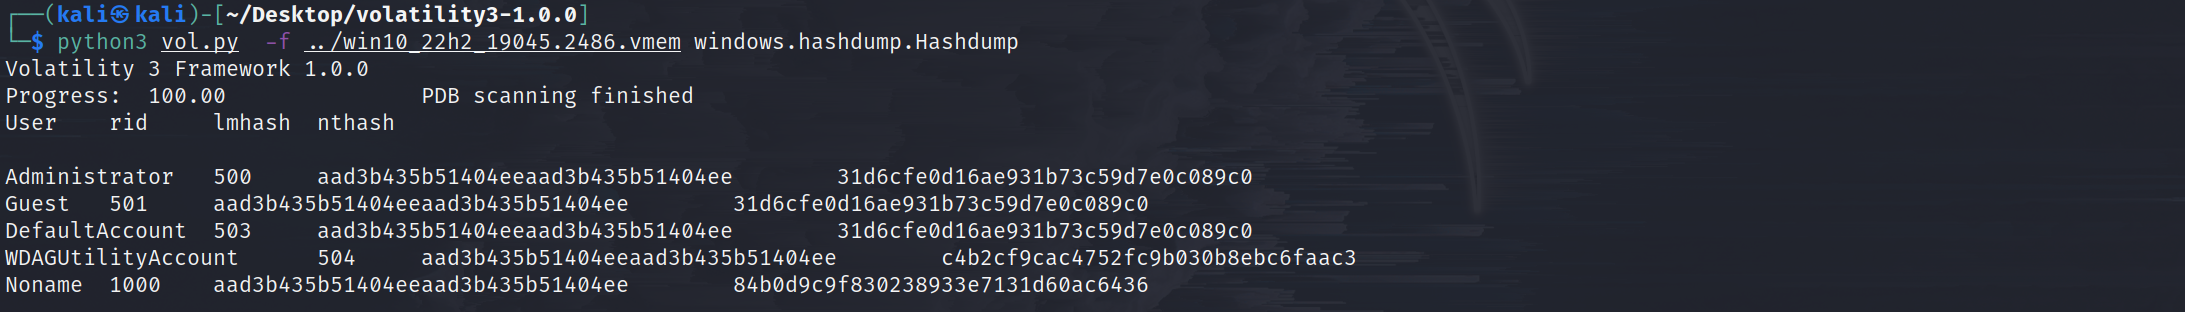 ┌──(kali㉿kali)-[~/Desktop/volatility3-1.0.0]
└─$ python3 vol.py  -f ../win10_22h2_19045.2486.vmem windows.hashdump.Hashdump
Volatility 3 Framework 1.0.0
Progress:  100.00               PDB scanning finished
User    rid     lmhash  nthash

Administrator   500     aad3b435b51404eeaad3b435b51404ee        31d6cfe0d16ae931b73c59d7e0c089c0
Guest   501     aad3b435b51404eeaad3b435b51404ee        31d6cfe0d16ae931b73c59d7e0c089c0
DefaultAccount  503     aad3b435b51404eeaad3b435b51404ee        31d6cfe0d16ae931b73c59d7e0c089c0
WDAGUtilityAccount      504     aad3b435b51404eeaad3b435b51404ee        c4b2cf9cac4752fc9b030b8ebc6faac3
Noname  1000    aad3b435b51404eeaad3b435b51404ee        84b0d9c9f830238933e7131d60ac6436